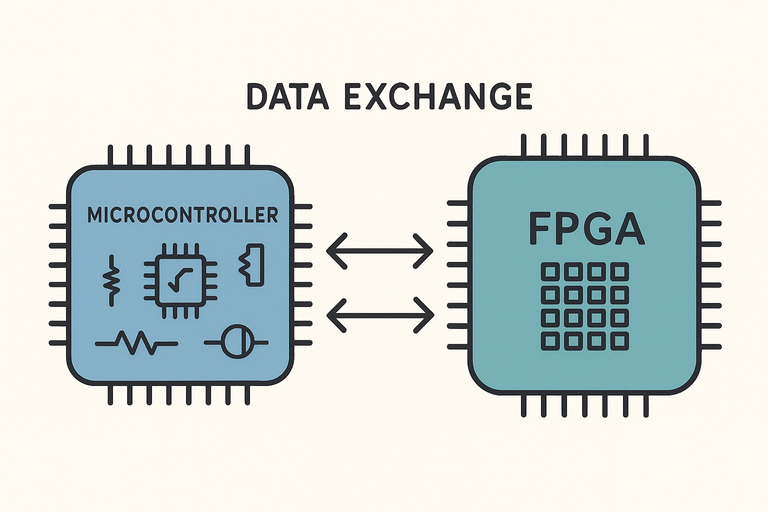 DATA EXCHANGE
MICROCONTROLLER
FPGA